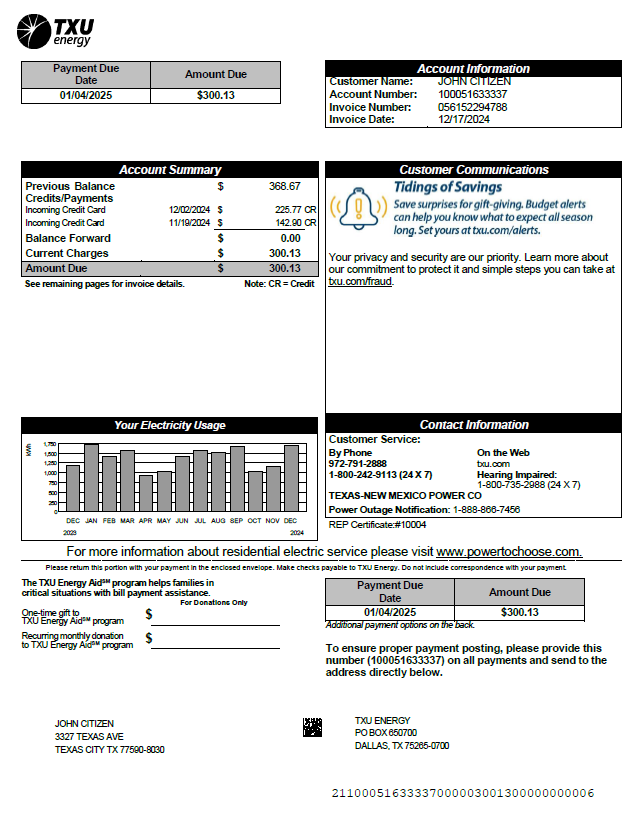 TXU
energy
Payment Due
Date
Amount Due
01/04/2025
$300.13
Account Information
Customer Name: JOHN CITIZEN
Account Number: 100051633337
Invoice Number: 056152294788
Invoice Date: 12/17/2024
Account Summary
Previous Balance $ 368.67
Credits/Payments
Incoming Credit Card 12/02/2024 $ 225.77 CR
Incoming Credit Card 11/19/2024 $ 142.90 CR
Balance Forward $ 0.00
Current Charges $ 300.13
Amount Due $ 300.13
See remaining pages for invoice details. Note: CR = Credit
Customer Communications
Tidings of Savings
Save surprises for gift-giving. Budget alerts
can help you know what to expect all season
long. Set yours at txu.com/alerts.
Your privacy and security are our priority. Learn more about
our commitment to protect it and simple steps you can take at
txu.com/fraud.
Your Electricity Usage
kWh
1,750
1,500
1,250
1,000
750
500
250
0
DEC JAN FEB MAR APR MAY JUN JUL AUG SEP OCT NOV DEC
2023 2024
Contact Information
Customer Service:
By Phone
972-791-2888
1-800-242-9113 (24 X 7)
On the Web
txu.com
Hearing Impaired:
1-800-735-2988 (24 X 7)
TEXAS-NEW MEXICO POWER CO
Power Outage Notification: 1-888-866-7456
REP Certificate:#10004
For more information about residential electric service please visit www.powertochoose.com.
Please return this portion with your payment in the enclosed envelope. Make checks payable to TXU Energy. Do not include correspondence with your payment.
The TXU Energy Aid℠ program helps families in
critical situations with bill payment assistance.
For Donations Only
One-time gift to
TXU Energy Aid℠ program
$
Recurring monthly donation
to TXU Energy Aid℠ program
$
Payment Due
Date
Amount Due
01/04/2025
$300.13
Additional payment options on the back.
To ensure proper payment posting, please provide this
number (100051633337) on all payments and send to the
address directly below.
JOHN CITIZEN
3327 TEXAS AVE
TEXAS CITY TX 77590-8030
TXU ENERGY
PO BOX 650700
DALLAS, TX 75265-0700
2110005163333700000300130000000000​6